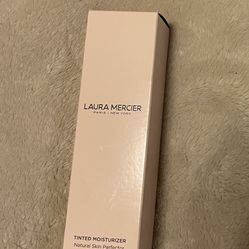 LAURA MERCIER
PARIS | NEW YORK
TINTED MOISTURIZER
Natural Skin Perfector